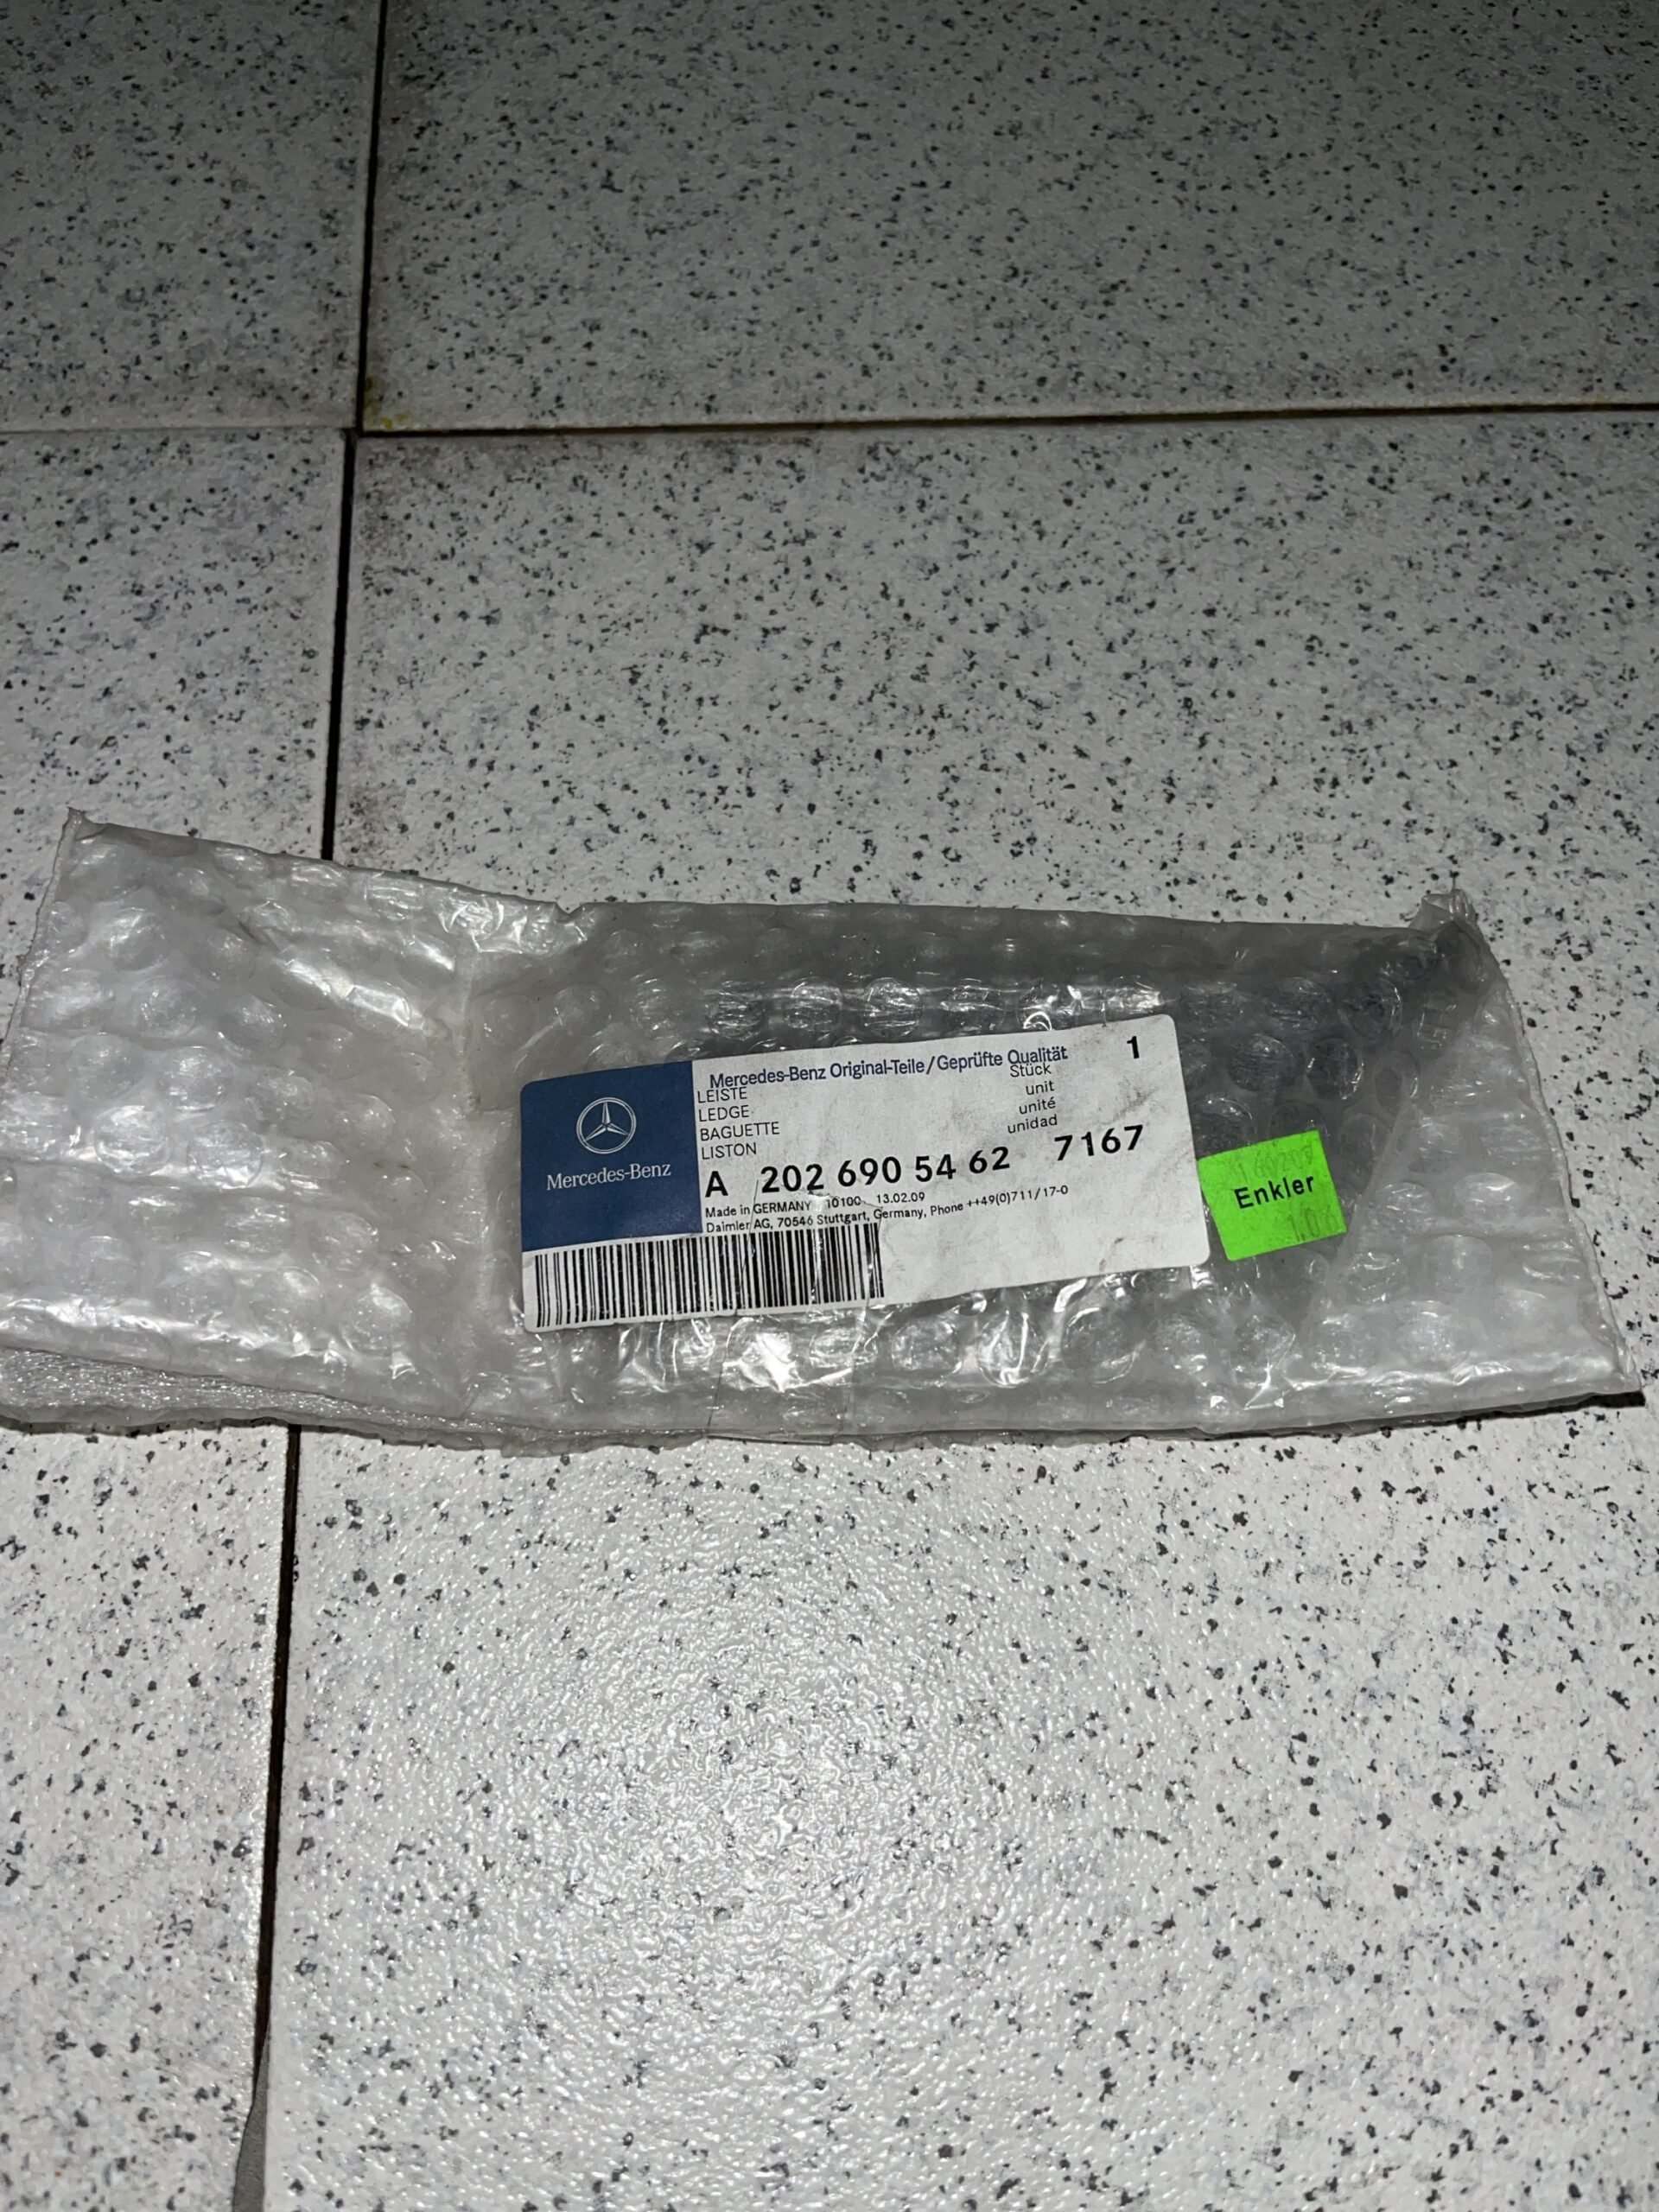 Mercedes-Benz Original-Teile/Geprüfte Qualität 1
LEISTE Stück
LEDGE unit
BAGUETTE unité
LISTON unidad
A 202 690 54 62 7167
Made in GERMANY 10100 13.02.09
Daimler AG, 70546 Stuttgart, Germany, Phone ++49(0)711/17-0
Mercedes-Benz
Enkler